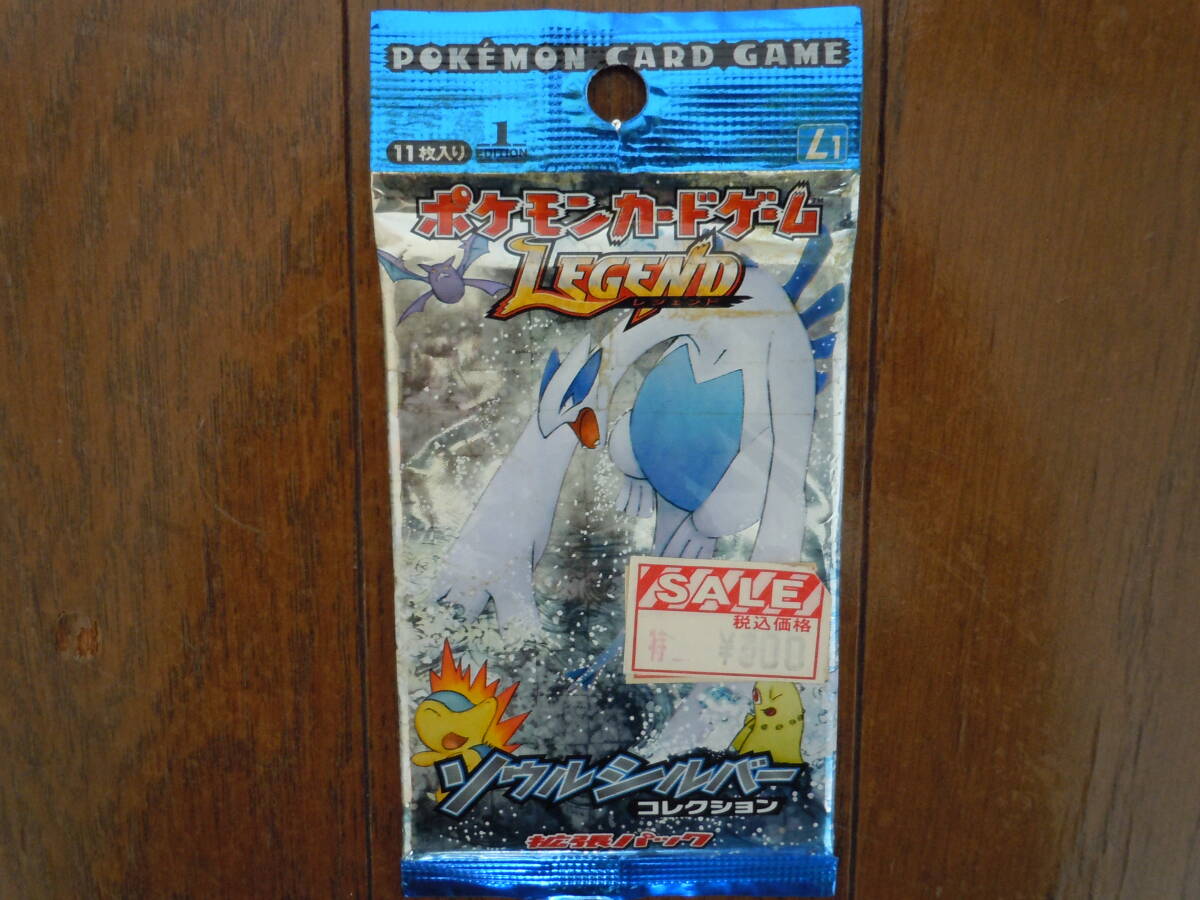 POKÉMON CARD GAME
11枚入り
1
EDITION
L1
ポケモンカードゲーム
LEGEND
レジェンド
SALE
税込価格
特
ソウルシルバー
コレクション
拡張パック